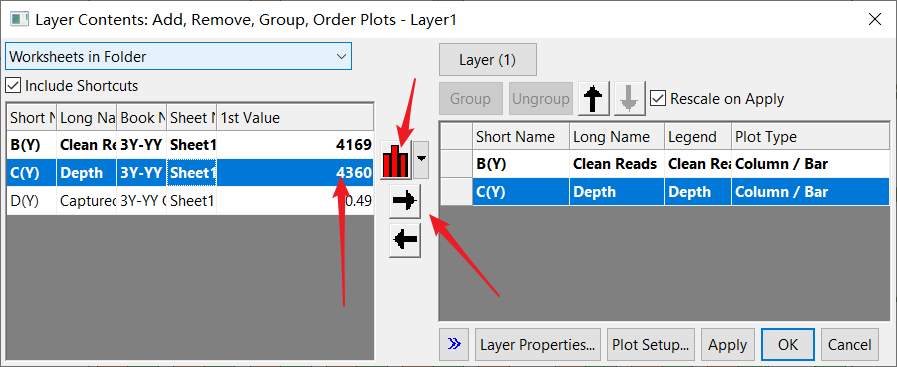 Layer Contents: Add, Remove, Group, Order Plots - Layer1
Worksheets in Folder
Include Shortcuts
Short N Long Na Book N Sheet N 1st Value
B(Y) Clean Re 3Y-YY Sheet1 4169
C(Y) Depth 3Y-YY Sheet1 4360
D(Y) Captured 3Y-YY C Sheet1 0.49
Layer (1)
Group Ungroup Rescale on Apply
Short Name Long Name Legend Plot Type
B(Y) Clean Reads Clean Rea Column / Bar
C(Y) Depth Depth Column / Bar
Layer Properties... Plot Setup... Apply OK Cancel